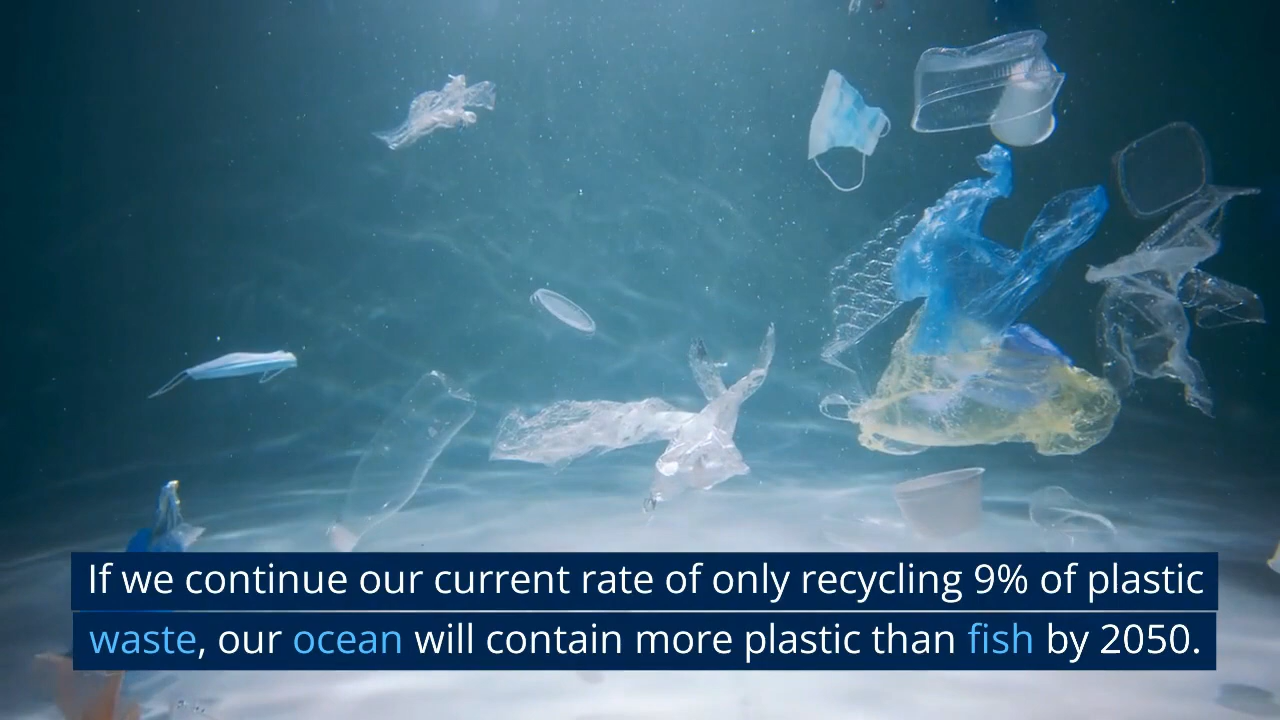 If we continue our current rate of only recycling 9% of plastic
waste, our ocean will contain more plastic than fish by 2050.